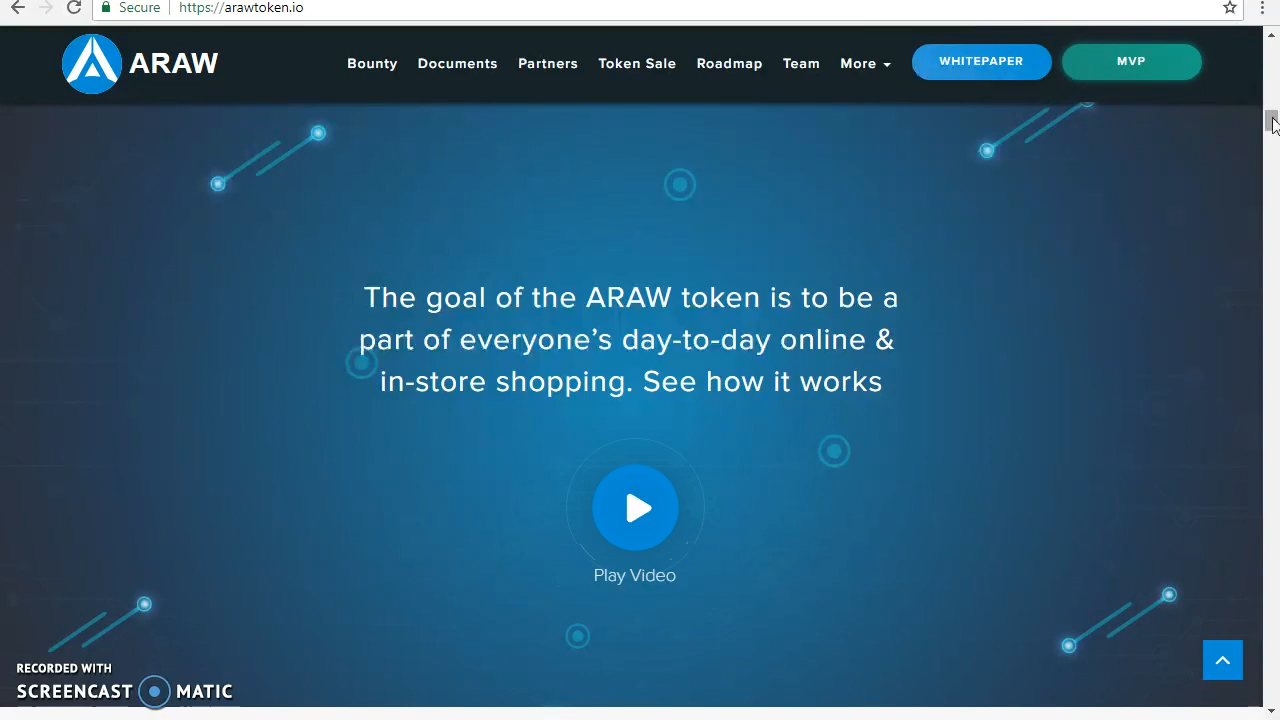 Secure https://arawtoken.io
ARAW Bounty Documents Partners Token Sale Roadmap Team More WHITEPAPER MVP
The goal of the ARAW token is to be a
part of everyone’s day-to-day online &
in-store shopping. See how it works
Play Video
RECORDED WITH
SCREENCAST MATIC